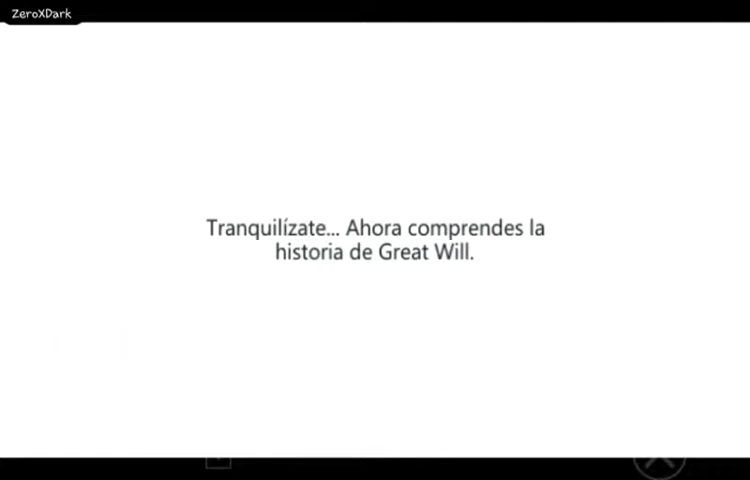 ZeroXDark
Tranquilízate... Ahora comprendes la
historia de Great Will.